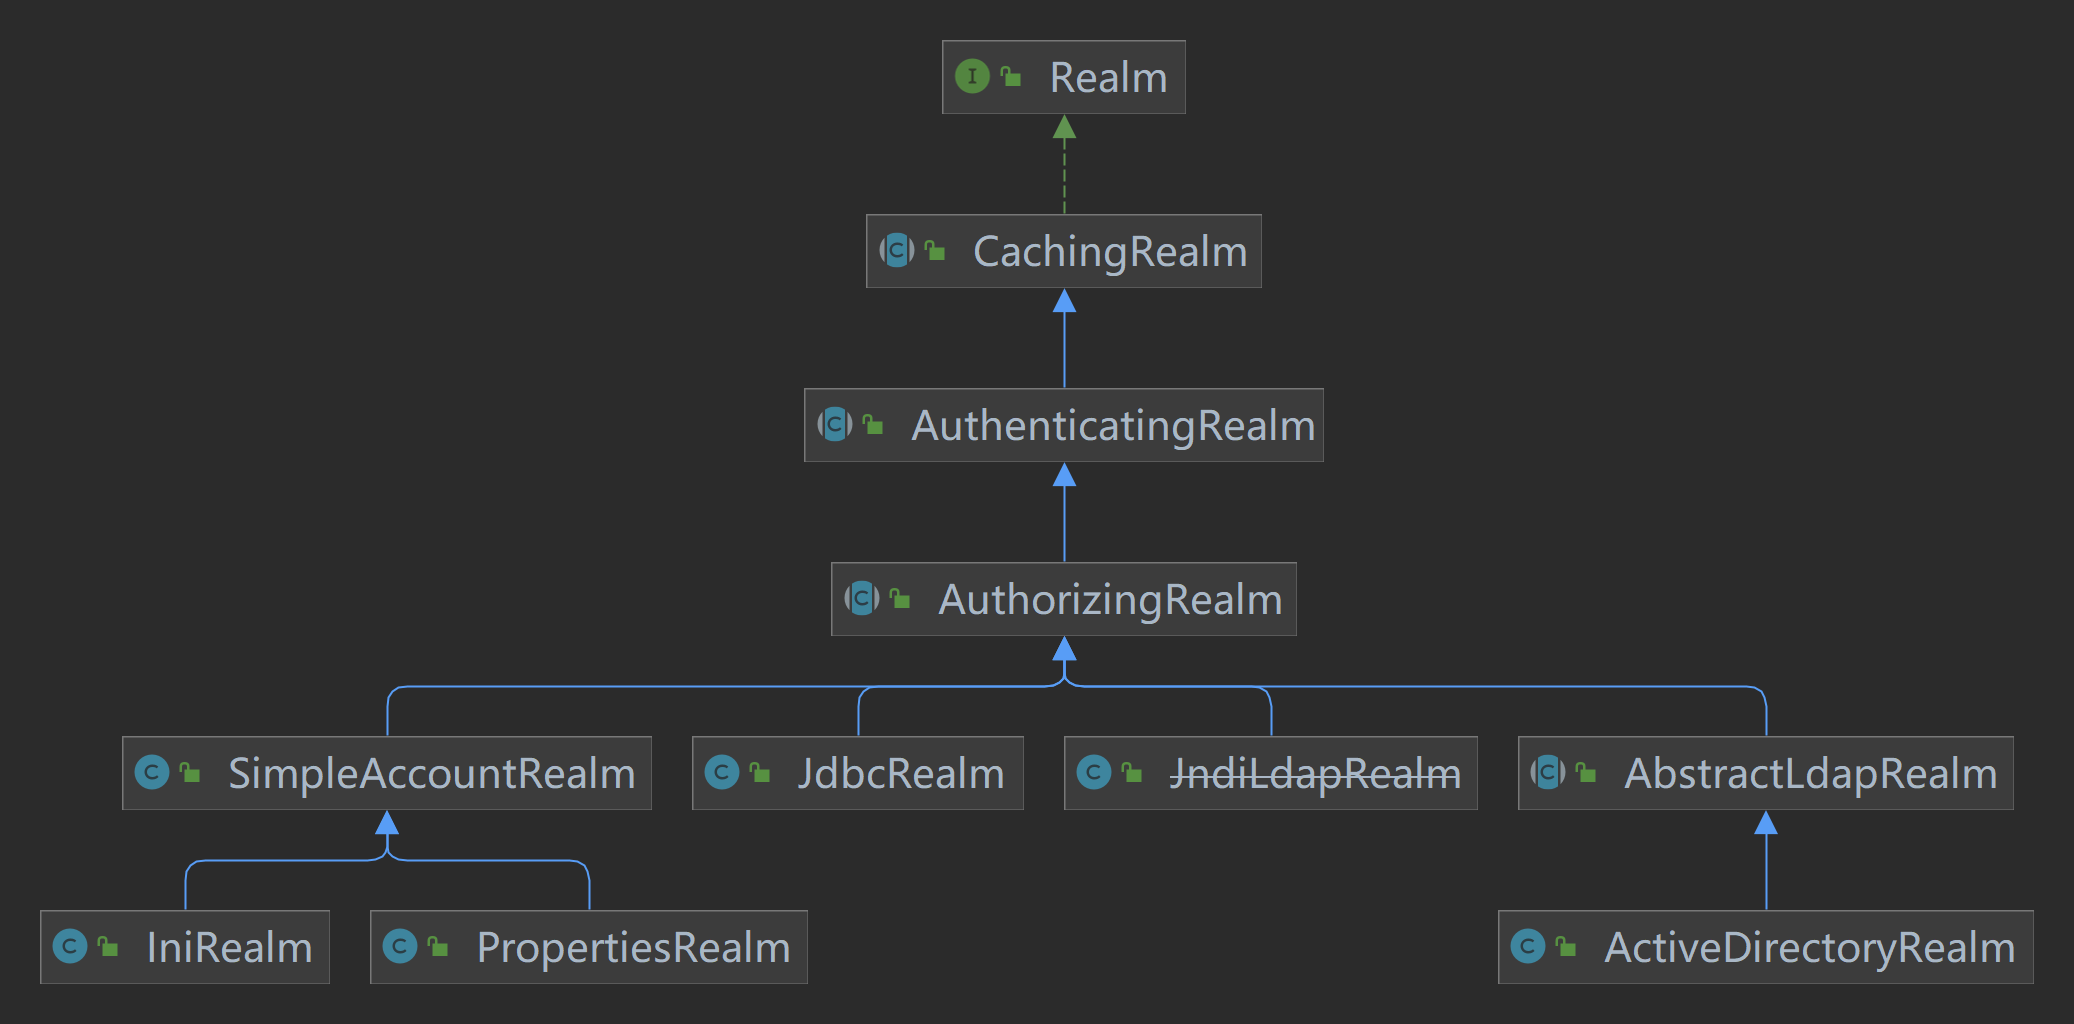 I Realm
C CachingRealm
C AuthenticatingRealm
C AuthorizingRealm
C SimpleAccountRealm C JdbcRealm C JndiLdapRealm C AbstractLdapRealm
C IniRealm C PropertiesRealm C ActiveDirectoryRealm